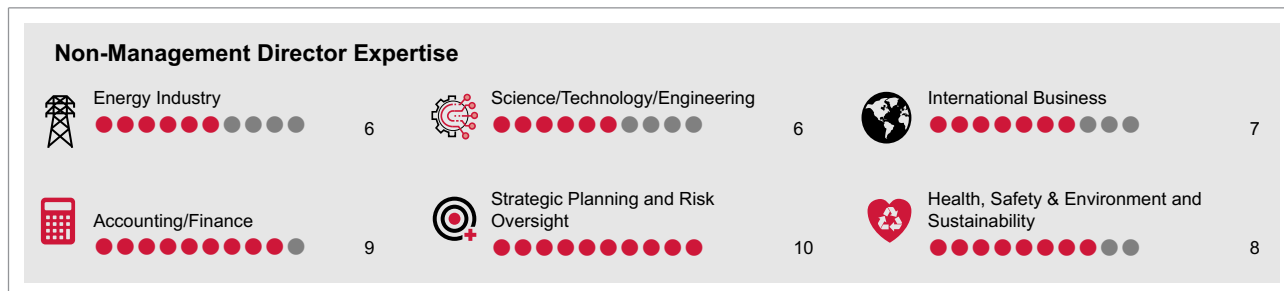 Non-Management Director Expertise
Energy Industry
6
Science/Technology/Engineering
6
International Business
7
Accounting/Finance
9
Strategic Planning and Risk
Oversight
10
Health, Safety & Environment and
Sustainability
8